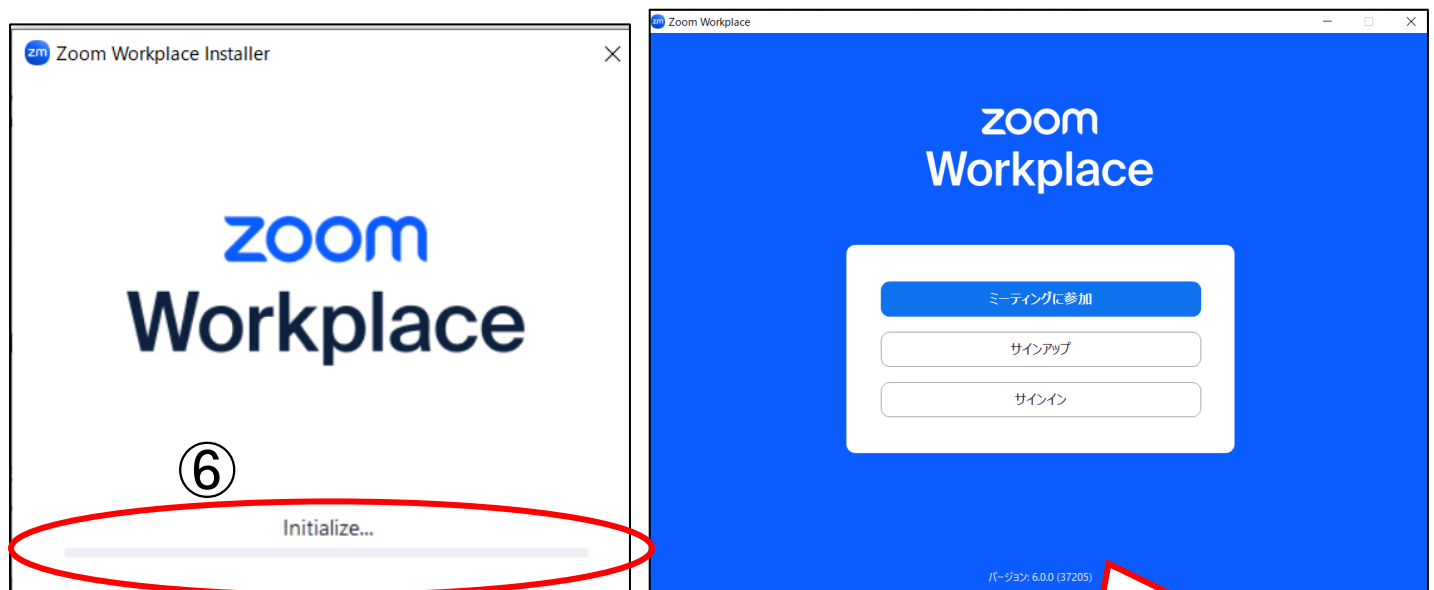 zm Zoom Workplace Installer
zoom
Workplace
⑥
Initialize...
zm Zoom Workplace
zoom
Workplace
ミーティングに参加
サインアップ
サインイン
バージョン: 6.0.0 (37205)